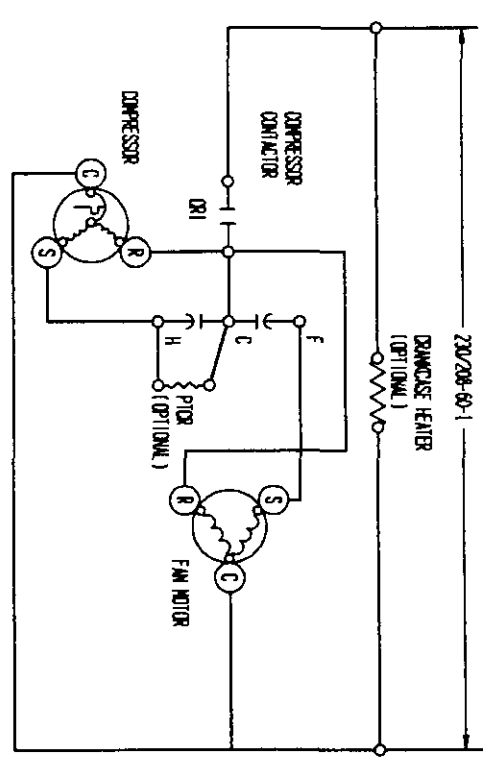 230/208-60-1
CRANKCASE HEATER
(OPTIONAL)
COMPRESSOR
CONTACTOR
CR1
F
C
H
PTCR
(OPTIONAL)
COMPRESSOR
C
R
S
S
R
C
FAN MOTOR